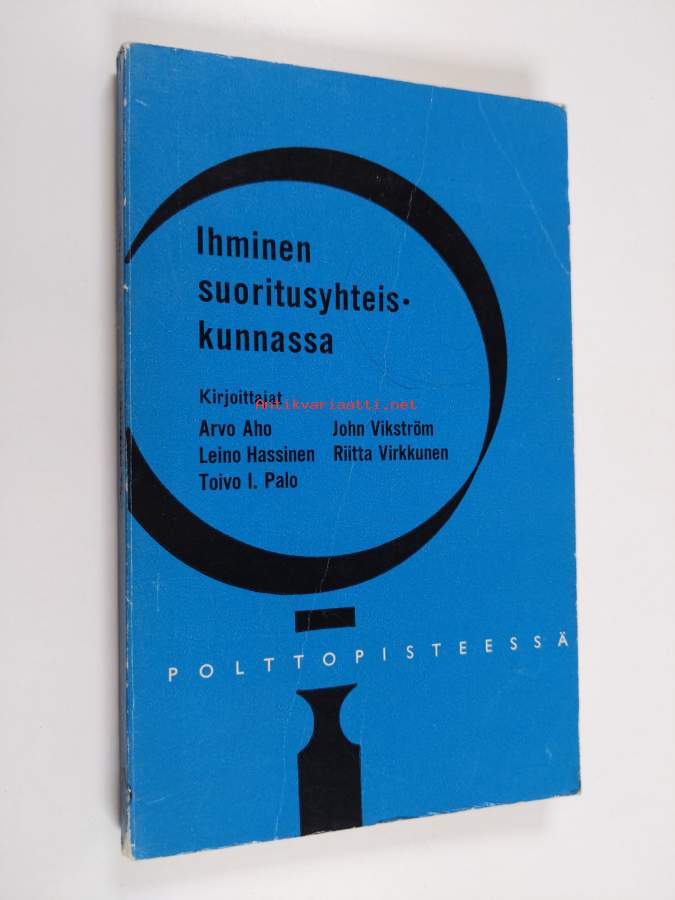 Ihminen
suoritusyhteis-
kunnassa
Kirjoittajat
Antikvariaatti.net
Arvo Aho John Vikström
Leino Hassinen Riitta Virkkunen
Toivo I. Palo
POLTTOPISTEESSÄ